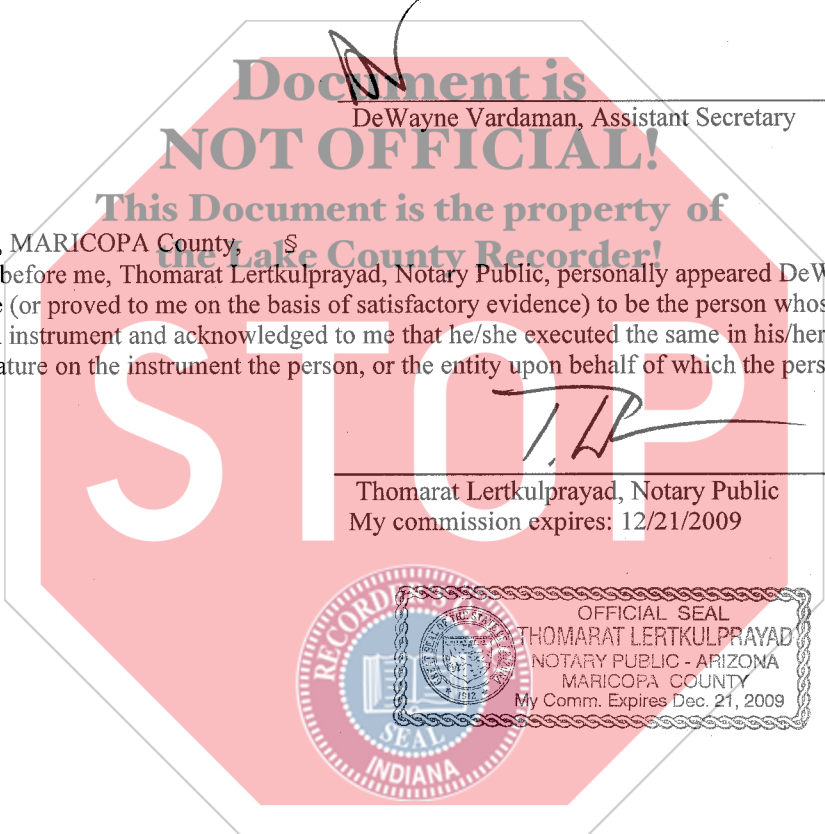 Document is
DeWayne Vardaman, Assistant Secretary
NOT OFFICIAL!
This Document is the property of
the Lake County Recorder!
, MARICOPA County, §
before me, Thomarat Lertkulprayad, Notary Public, personally appeared DeW
e (or proved to me on the basis of satisfactory evidence) to be the person whos
instrument and acknowledged to me that he/she executed the same in his/her
ature on the instrument the person, or the entity upon behalf of which the pers
STOP
Thomarat Lertkulprayad, Notary Public
My commission expires: 12/21/2009
RECORDER'S
SEAL
INDIANA
OFFICIAL SEAL
THOMARAT LERTKULPRAYAD
NOTARY PUBLIC - ARIZONA
MARICOPA COUNTY
My Comm. Expires Dec. 21, 2009
1912